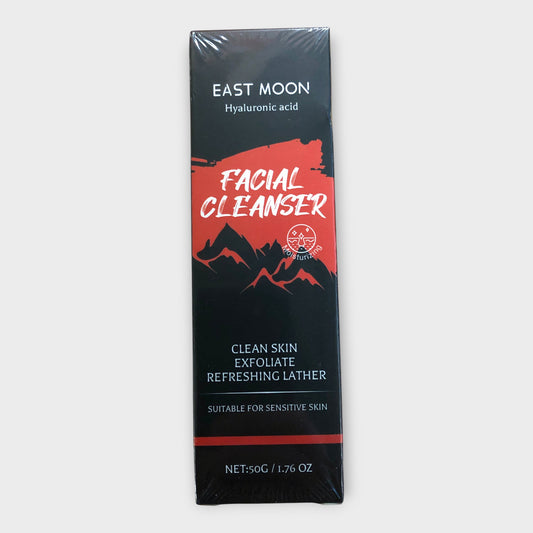 EAST MOON
Hyaluronic acid
FACIAL
CLEANSER
Moisturizing
CLEAN SKIN
EXFOLIATE
REFRESHING LATHER
SUITABLE FOR SENSITIVE SKIN
NET:50G / 1.76 OZ